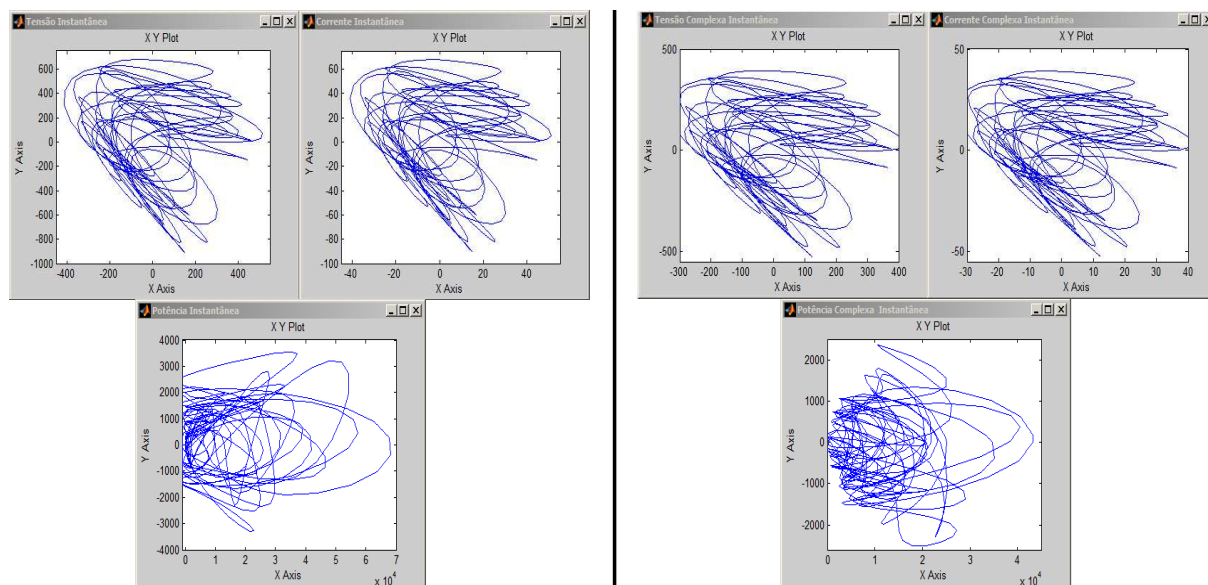 Tensão Instantânea
X Y Plot
600
400
200
0
-200
-400
-600
-800
-1000
-400 -200 0 200 400
X Axis
Y Axis
Corrente Instantânea
X Y Plot
60
40
20
0
-20
-40
-60
-80
-100
-40 -20 0 20 40
X Axis
Y Axis
Potência Instantânea
X Y Plot
4000
3000
2000
1000
0
-1000
-2000
-3000
-4000
0 1 2 3 4 5 6 7
x 10^4
X Axis
Y Axis
Tensão Complexa Instantânea
X Y Plot
500
0
-500
-300 -200 -100 0 100 200 300 400
X Axis
Y Axis
Corrente Complexa Instantânea
X Y Plot
50
0
-50
-30 -20 -10 0 10 20 30 40
X Axis
Y Axis
Potência Complexa Instantânea
X Y Plot
2000
1000
0
-1000
-2000
0 1 2 3 4
x 10^4
X Axis
Y Axis